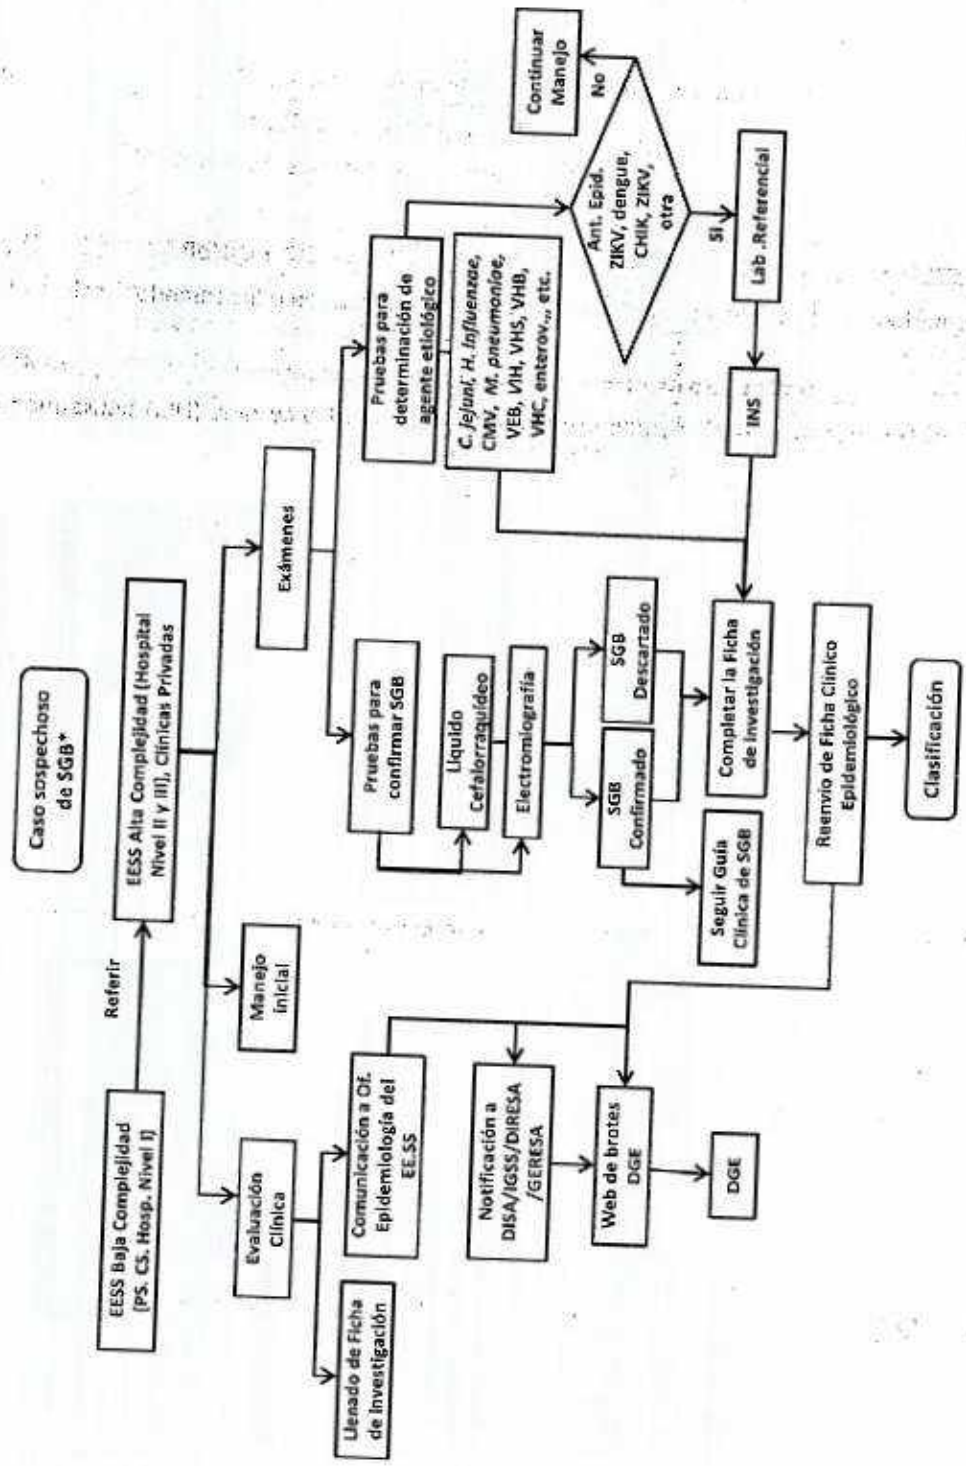 Caso sospechoso
de SGB*
EESS Baja Complejidad
[PS. CS. Hosp. Nivel I]
Referir
EESS Alta Complejidad [Hospital
Nivel II y III], Clínicas Privadas
Evaluación
Clínica
Manejo
inicial
Exámenes
Llenado de Ficha
de Investigación
Comunicación a Of.
Epidemiología del
EE.SS
Notificación a
DISA/IGSS/DIRESA
/GERESA
Web de brotes
DGE
DGE
Pruebas para
confirmar SGB
Líquido
Cefalorraquídeo
Electromiografía
SGB
Confirmado
SGB
Descartado
Seguir Guía
Clínica de SGB
Completar la Ficha
de Investigación
Reenvio de Ficha Clínico
Epidemiológico
Clasificación
Pruebas para
determinación de
agente etiológico
C. Jejuni, H. Influenzae,
CMV, M. pneumoniae,
VEB, VIH, VHS, VHB,
VHC, enterov.,, etc.
Ant. Epid.
ZIKV, dengue,
CHIK, ZIKV,
otra
No
Continuar
Manejo
Si
Lab .Referencial
INS